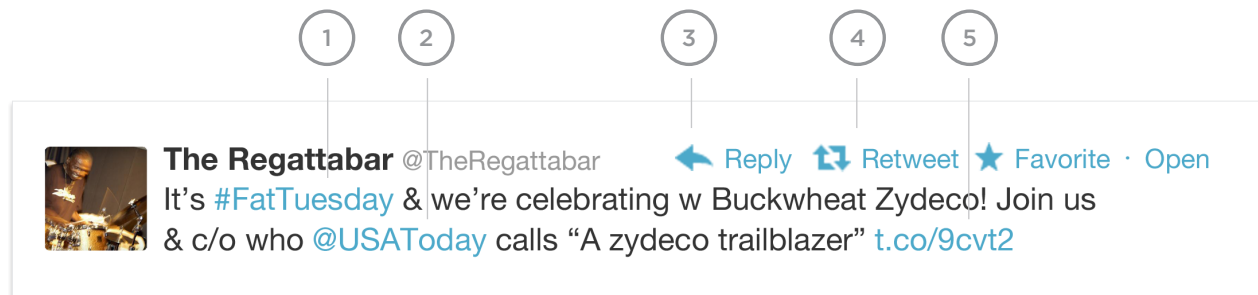 1 2 3 4 5
The Regattabar @TheRegattabar Reply Retweet Favorite · Open
It’s #FatTuesday & we’re celebrating w Buckwheat Zydeco! Join us
& c/o who @USAToday calls “A zydeco trailblazer” t.co/9cvt2